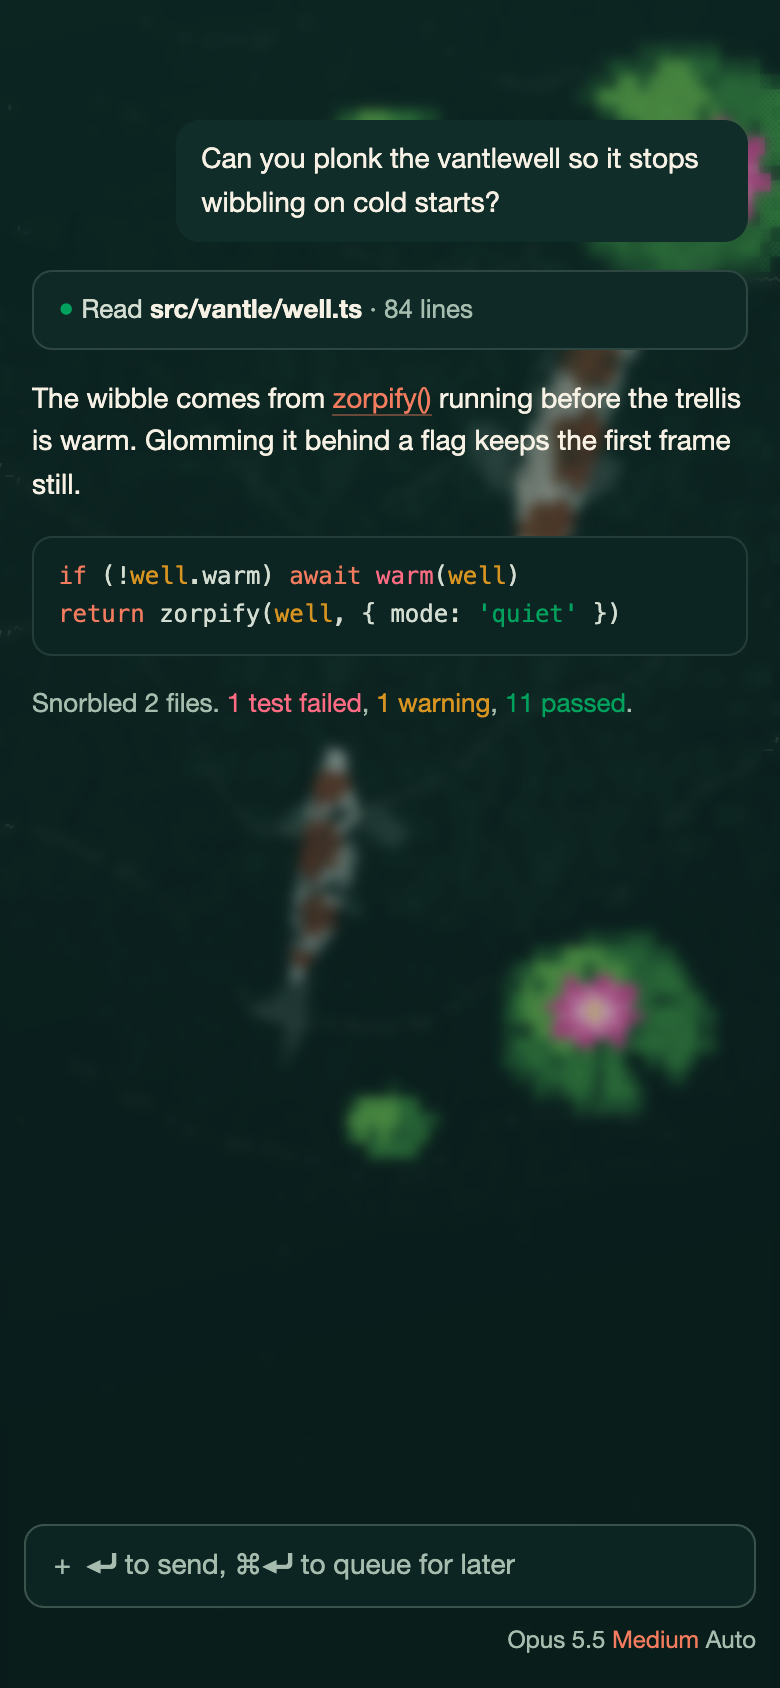 Can you plonk the vantlewell so it stops
wibbling on cold starts?
Read src/vantle/well.ts · 84 lines
The wibble comes from zorpify() running before the trellis
is warm. Glomming it behind a flag keeps the first frame
still.
if (!well.warm) await warm(well)
return zorpify(well, { mode: 'quiet' })
Snorbled 2 files. 1 test failed, 1 warning, 11 passed.
+ ↵ to send, ⌘↵ to queue for later
Opus 5.5 Medium Auto